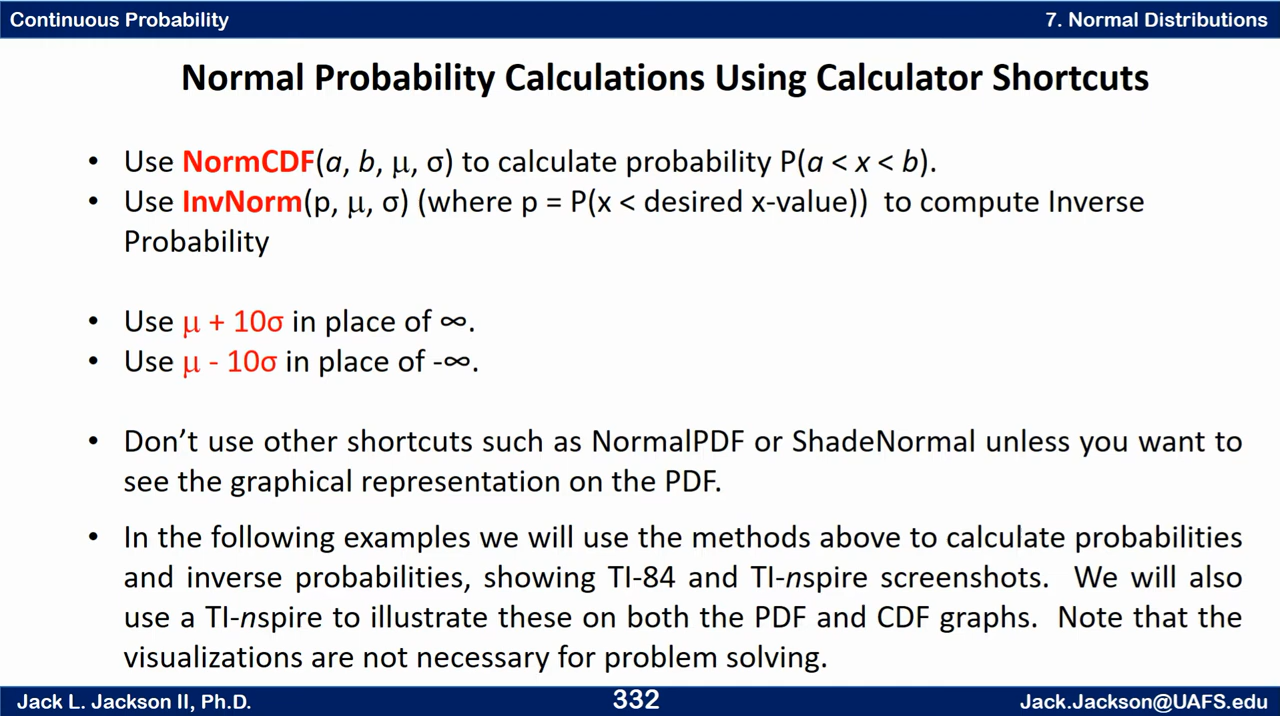 Continuous Probability
7. Normal Distributions
Normal Probability Calculations Using Calculator Shortcuts
• Use NormCDF(a, b, μ, σ) to calculate probability P(a < x < b).
• Use InvNorm(p, μ, σ) (where p = P(x < desired x-value)) to compute Inverse
Probability
• Use μ + 10σ in place of ∞.
• Use μ - 10σ in place of -∞.
• Don’t use other shortcuts such as NormalPDF or ShadeNormal unless you want to
see the graphical representation on the PDF.
• In the following examples we will use the methods above to calculate probabilities
and inverse probabilities, showing TI-84 and TI-nspire screenshots. We will also
use a TI-nspire to illustrate these on both the PDF and CDF graphs. Note that the
visualizations are not necessary for problem solving.
Jack L. Jackson II, Ph.D.
332
Jack.Jackson@UAFS.edu